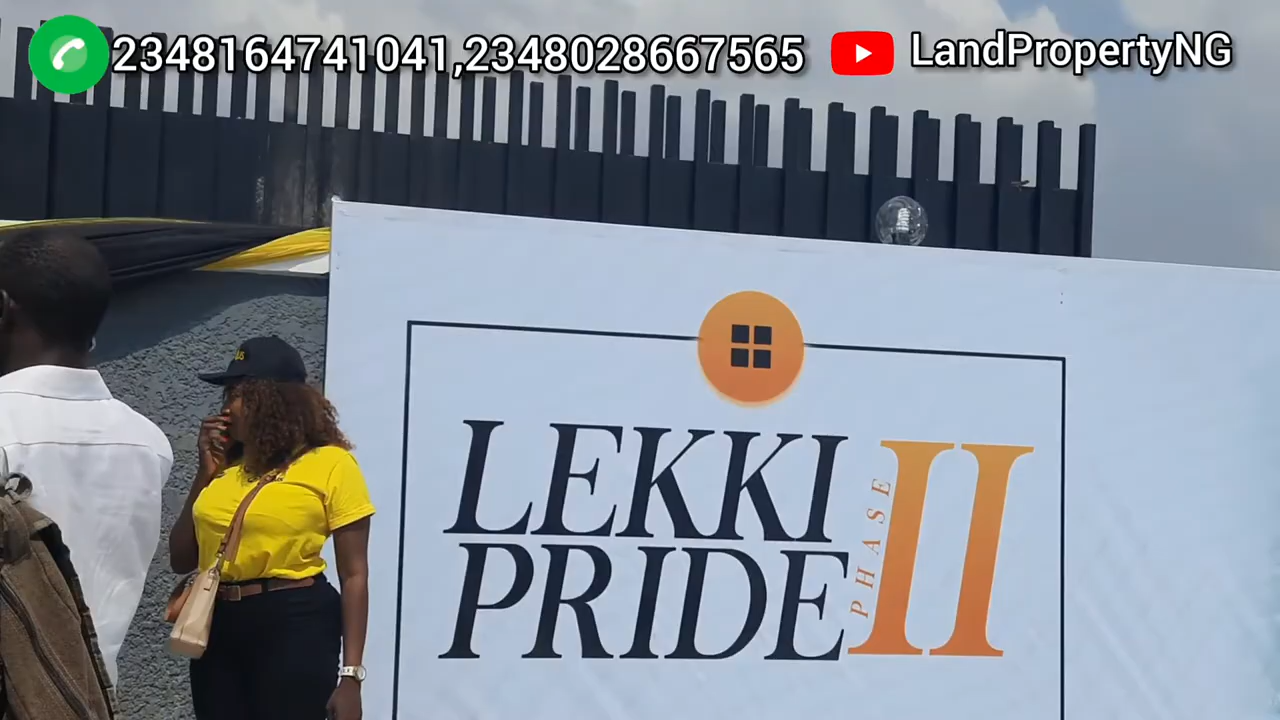 2348164741041,2348028667565
LandPropertyNG
LEKKI
PRIDE
PHASE
II